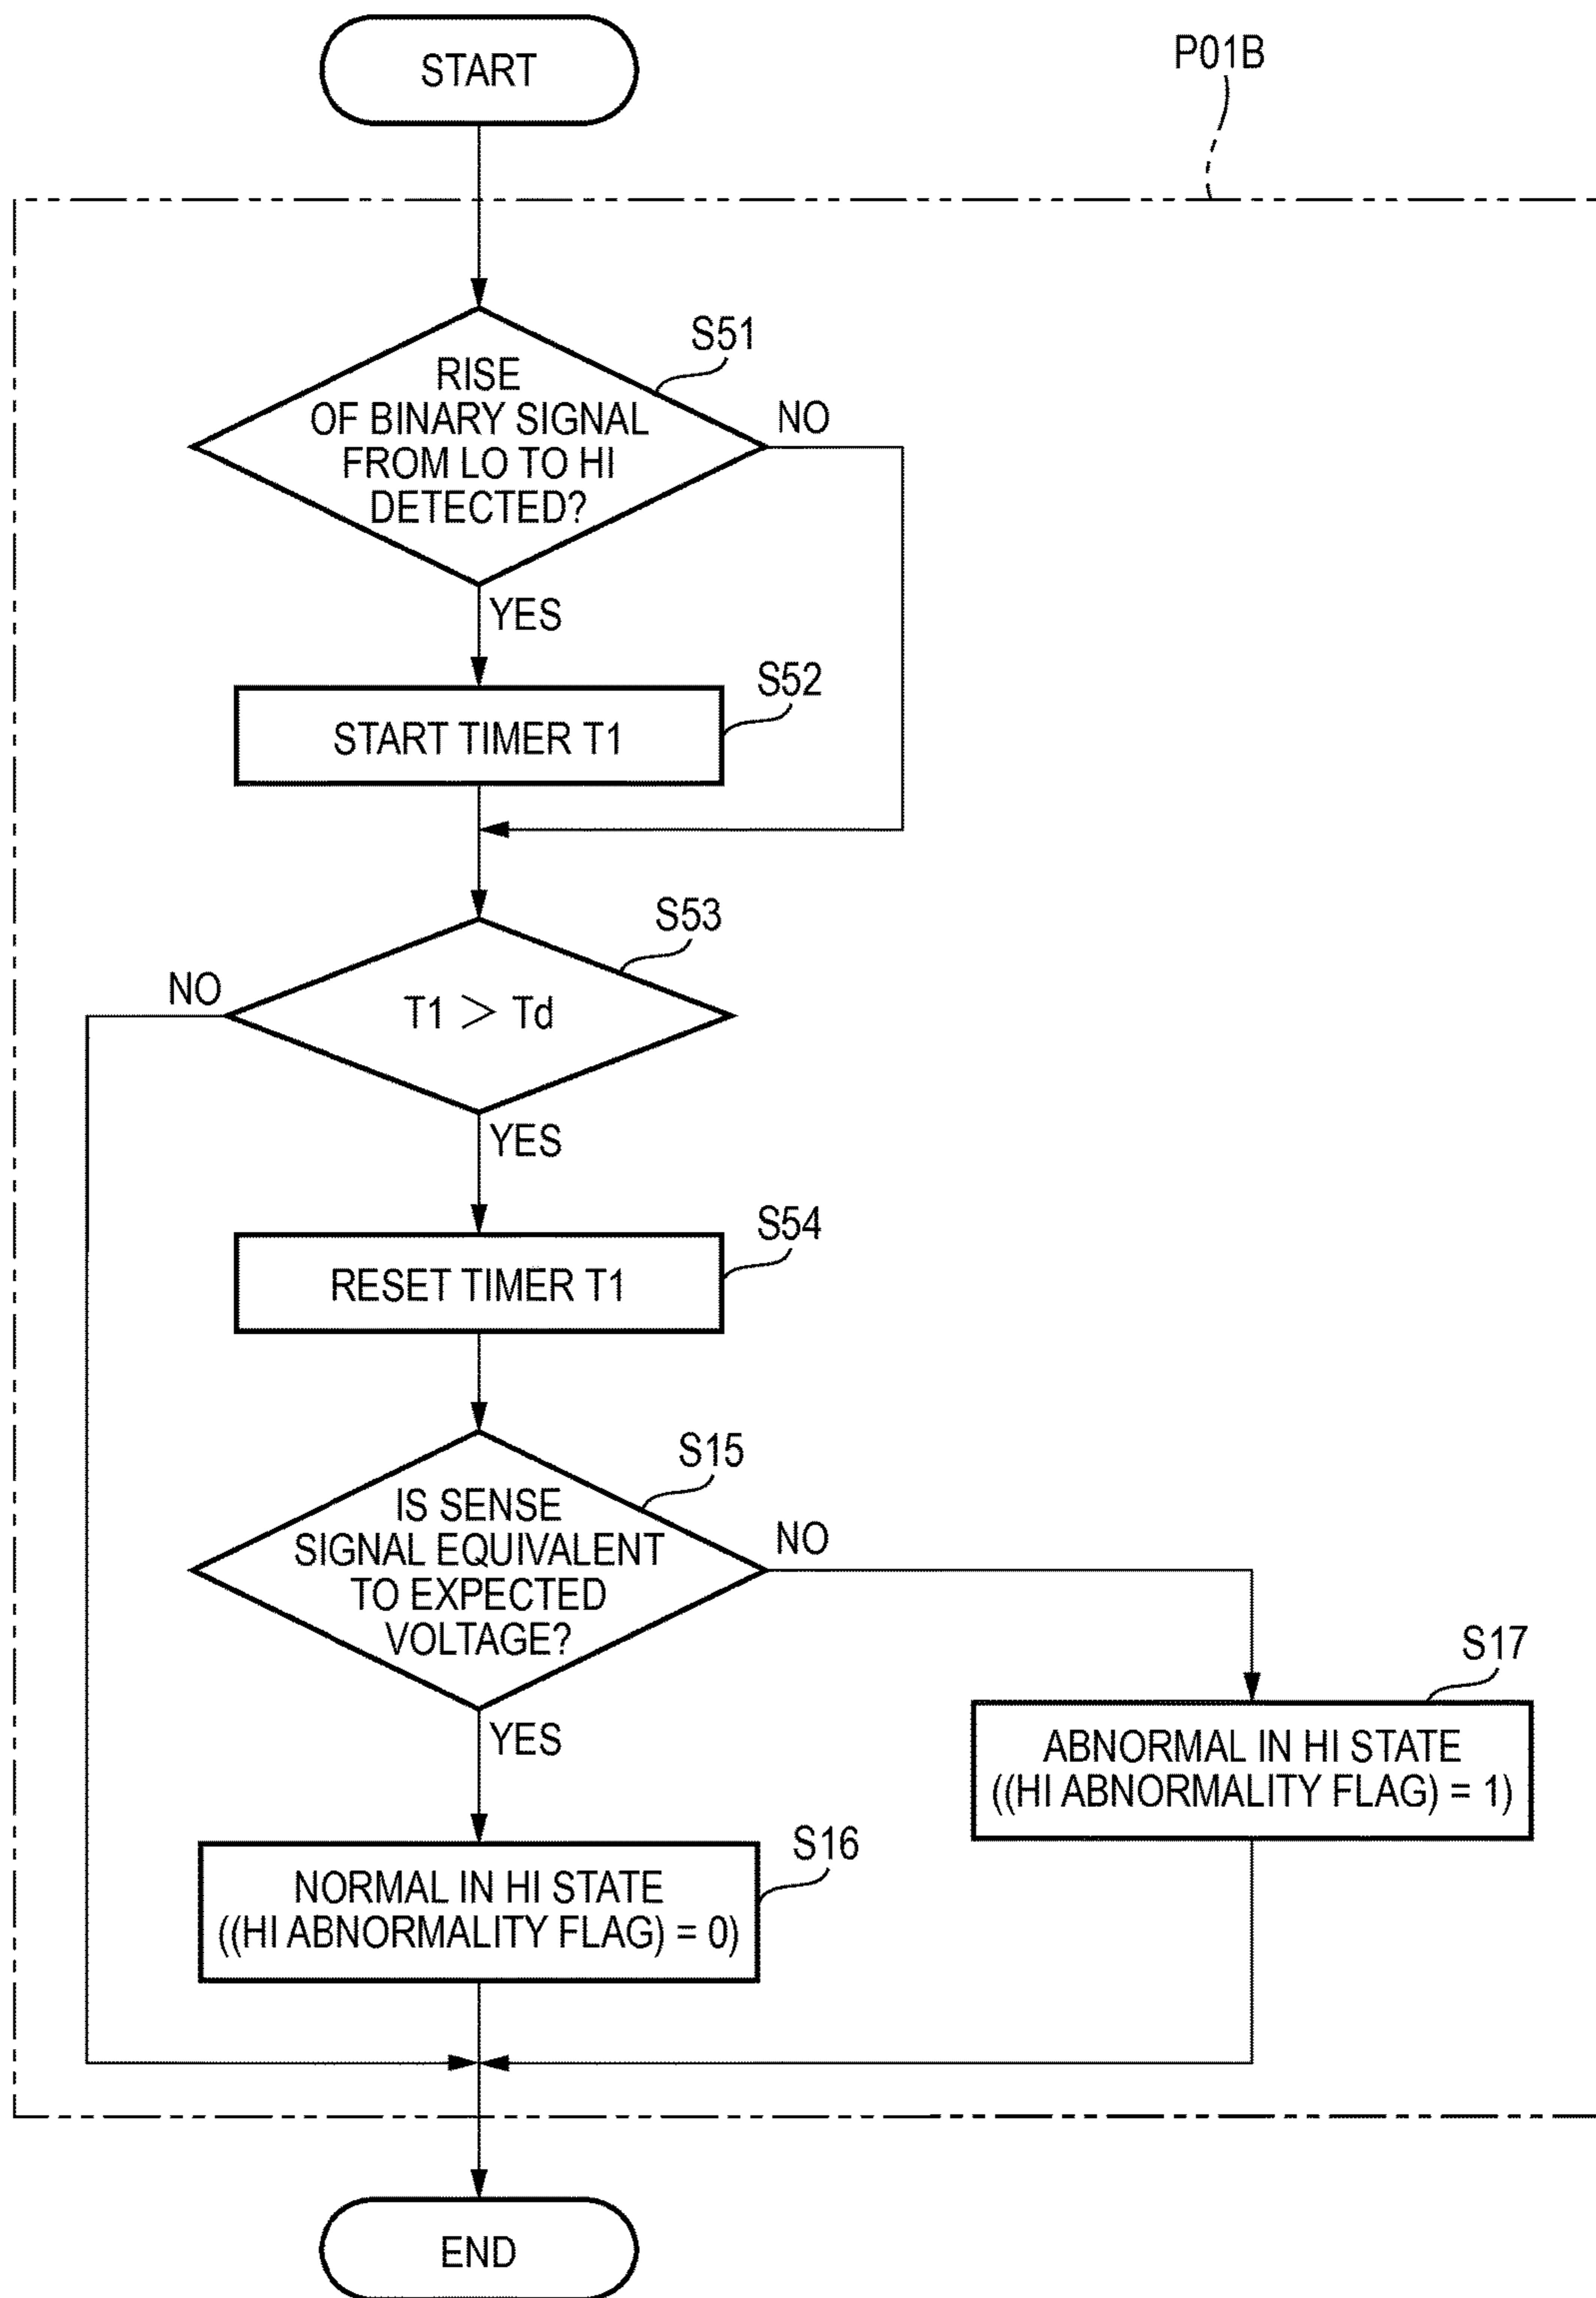 START
P01B
S51
RISE
OF BINARY SIGNAL
FROM LO TO HI
DETECTED?
NO
YES
S52
START TIMER T1
S53
NO
T1 > Td
YES
S54
RESET TIMER T1
S15
IS SENSE
SIGNAL EQUIVALENT
TO EXPECTED
VOLTAGE?
NO
YES
S17
ABNORMAL IN HI STATE
((HI ABNORMALITY FLAG) = 1)
S16
NORMAL IN HI STATE
((HI ABNORMALITY FLAG) = 0)
END